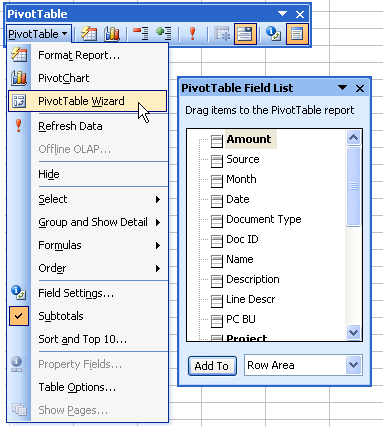 PivotTable
PivotTable
Format Report...
PivotChart
PivotTable Wizard
Refresh Data
Offline OLAP...
Hide
Select
Group and Show Detail
Formulas
Order
Field Settings...
Subtotals
Sort and Top 10...
Property Fields...
Table Options...
Show Pages...
PivotTable Field List
Drag items to the PivotTable report
Amount
Source
Month
Date
Document Type
Doc ID
Name
Description
Line Descr
PC BU
Project
Add To
Row Area